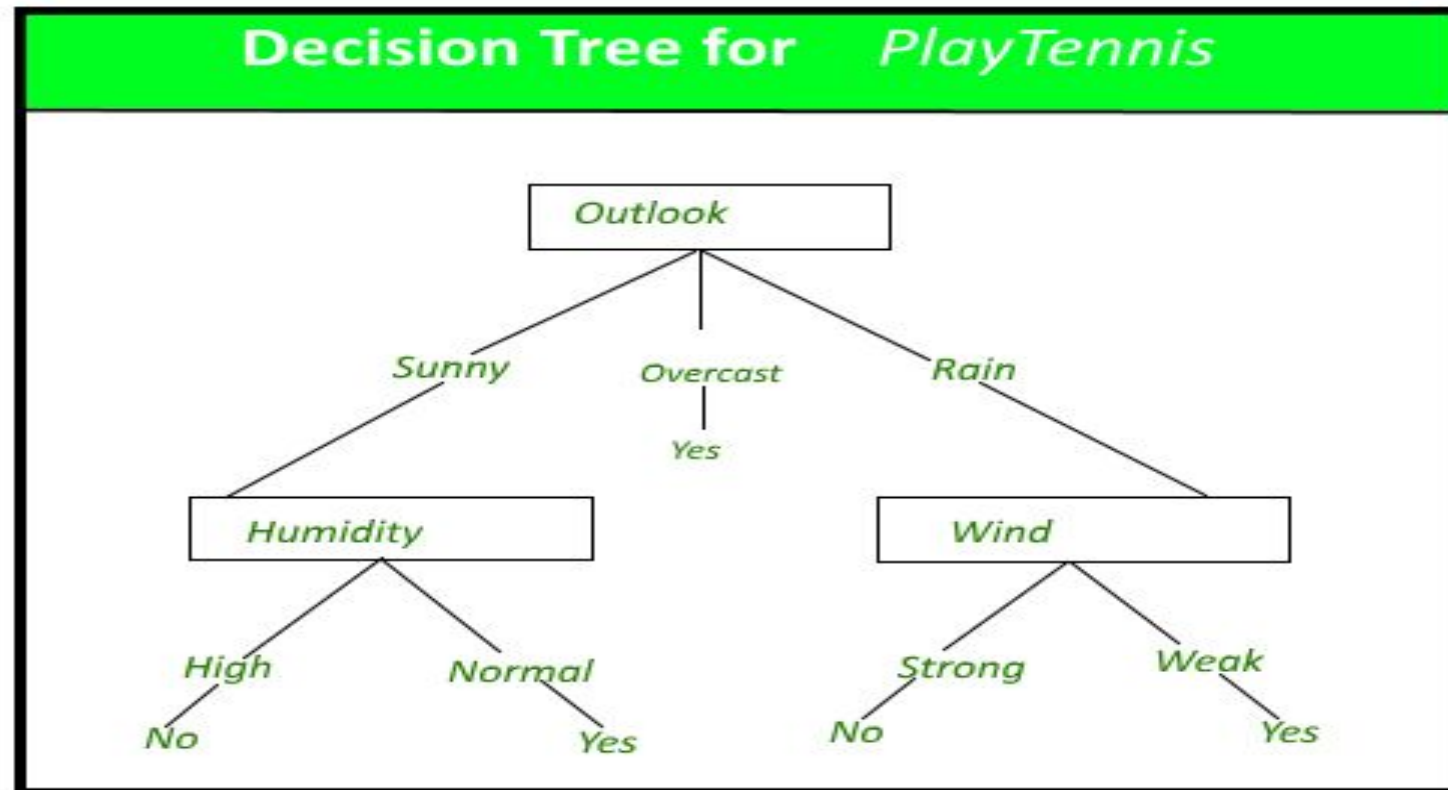 Decision Tree for PlayTennis
Outlook
Sunny Overcast Rain
Yes
Humidity Wind
High Normal Strong Weak
No Yes No Yes